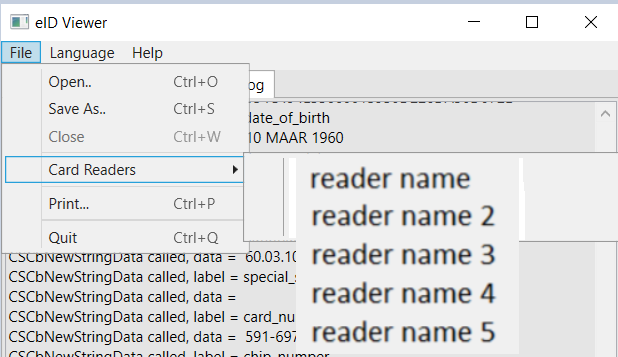 eID Viewer
File Language Help
Open.. Ctrl+O
Save As.. Ctrl+S
Close Ctrl+W
Card Readers
Print... Ctrl+P
Quit Ctrl+Q
og
date_of_birth
10 MAAR 1960
reader name
reader name 2
reader name 3
reader name 4
reader name 5
CSCbNewStringData called, data = 60.03.10
CSCbNewStringData called, label = special_s
CSCbNewStringData called, data =
CSCbNewStringData called, label = card_nu
CSCbNewStringData called, data = 591-697
CSCbNewStringData called, label = chip_number